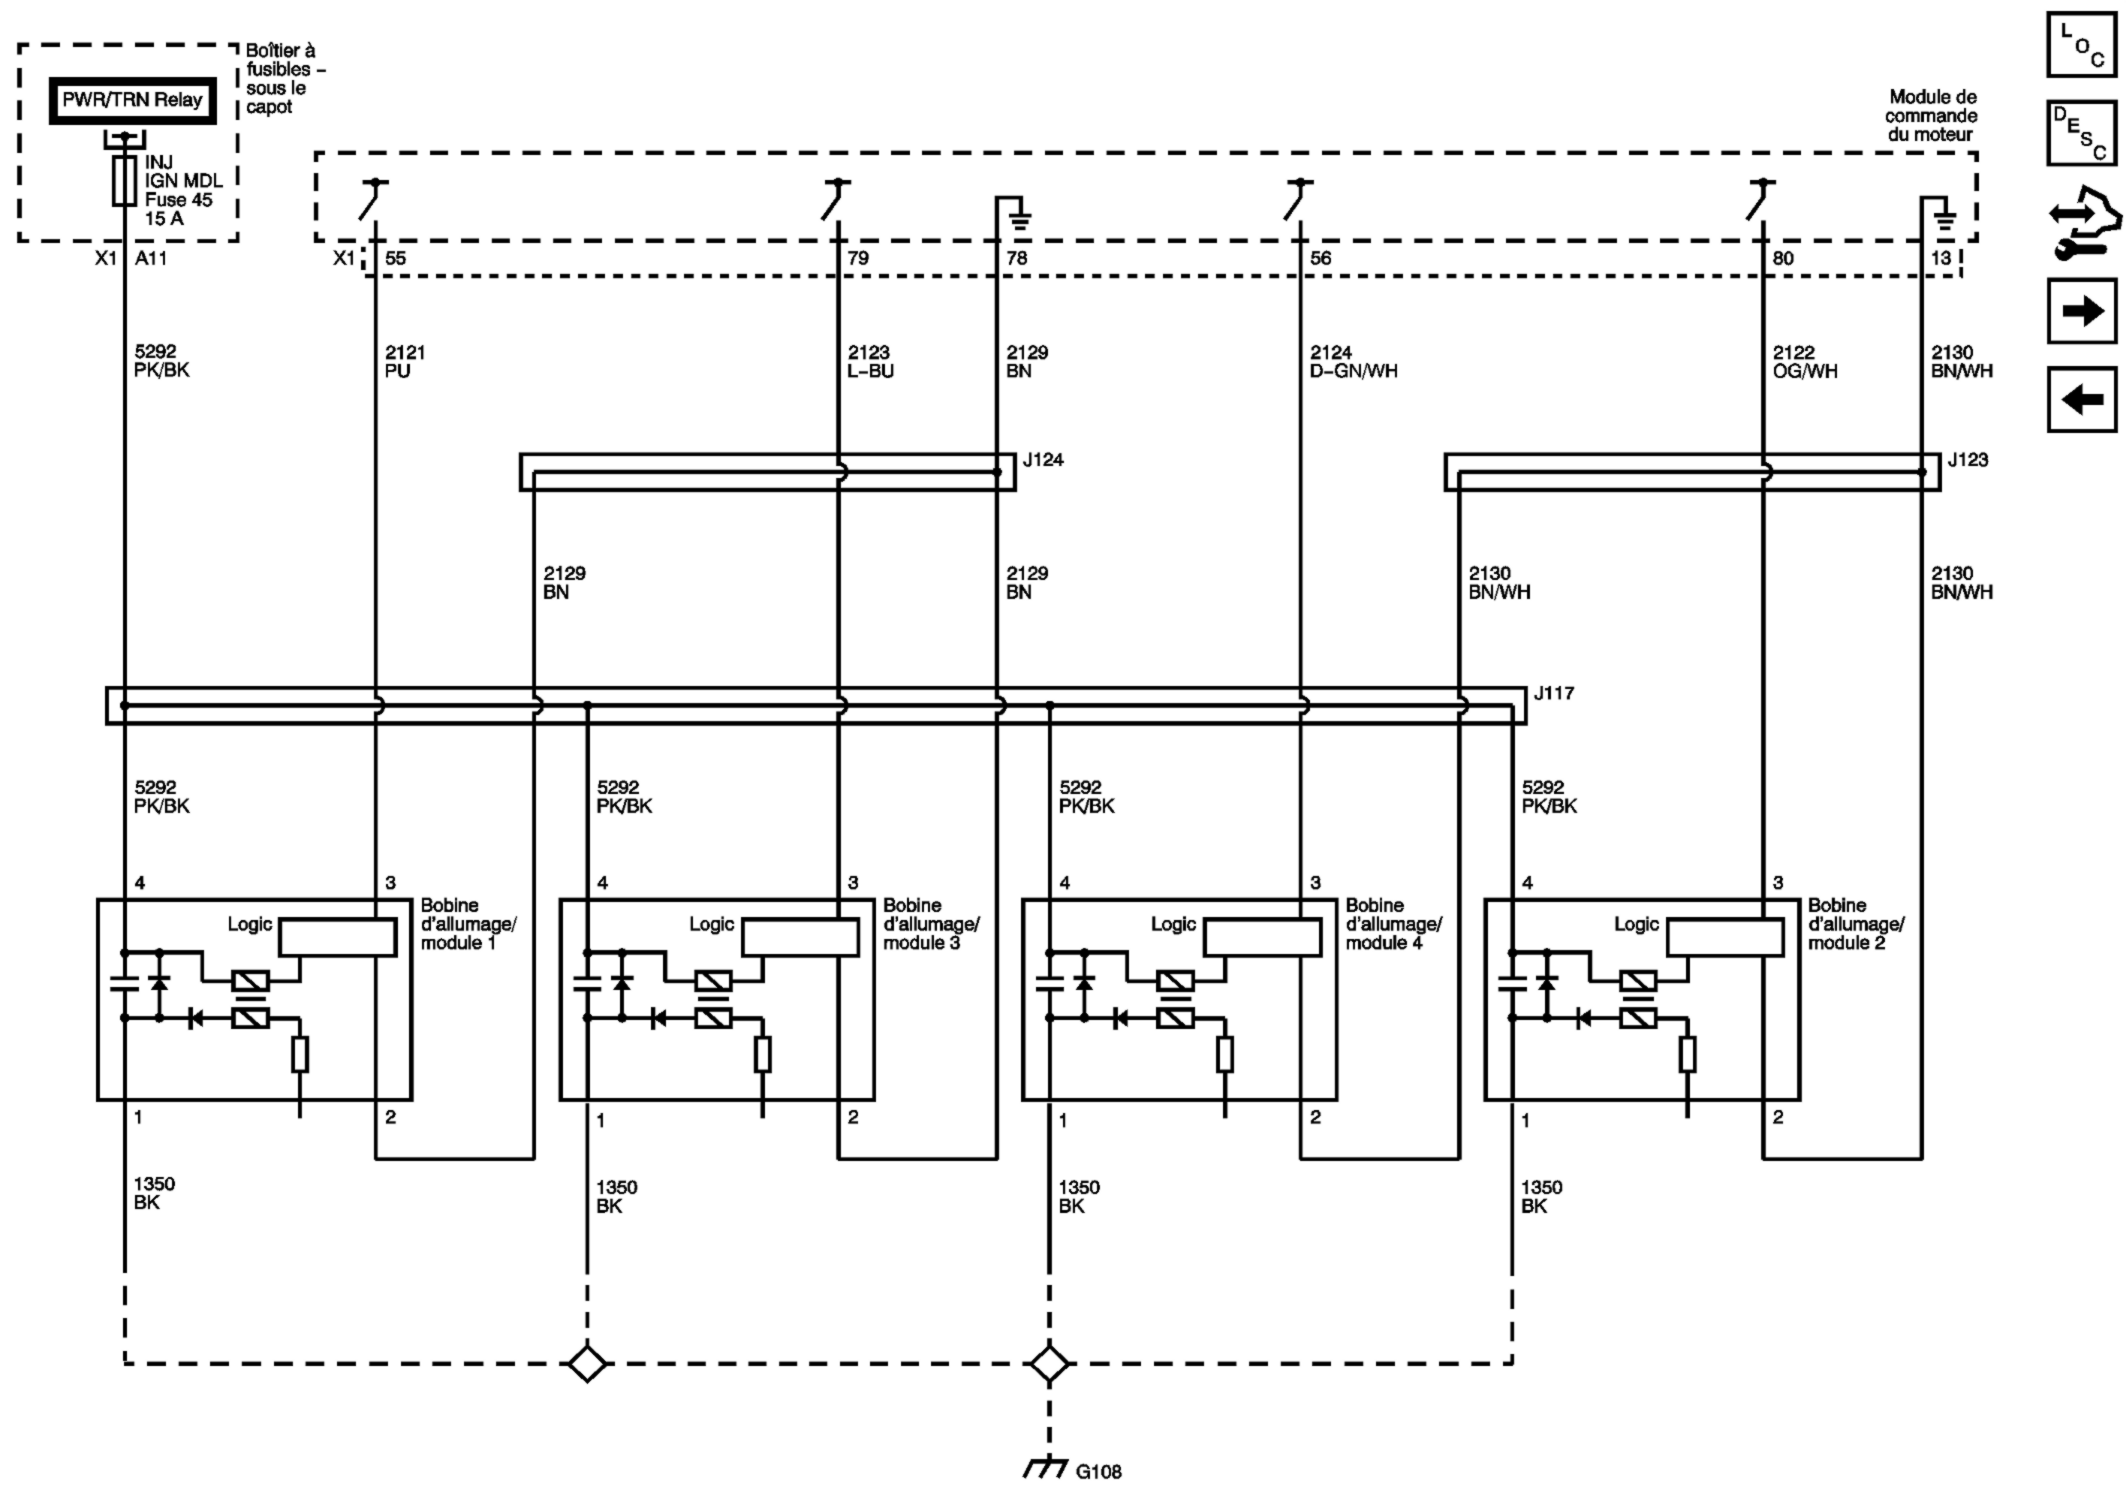 Boîtier à
fusibles –
sous le
capot
PWR/TRN Relay
INJ
IGN MDL
Fuse 45
15 A
X1 A11
Module de
commande
du moteur
L
O
C
D
E
S
C
X1 55
79
78
56
80
13
5292
PK/BK
2121
PU
2123
L–BU
2129
BN
2124
D–GN/WH
2122
OG/WH
2130
BN/WH
J124
J123
2129
BN
2129
BN
2130
BN/WH
2130
BN/WH
J117
5292
PK/BK
5292
PK/BK
5292
PK/BK
5292
PK/BK
4
3
4
3
4
3
4
3
Logic
Bobine
d'allumage/
module 1
Logic
Bobine
d'allumage/
module 3
Logic
Bobine
d'allumage/
module 4
Logic
Bobine
d'allumage/
module 2
1
2
1
2
1
2
1
2
1350
BK
1350
BK
1350
BK
1350
BK
G108